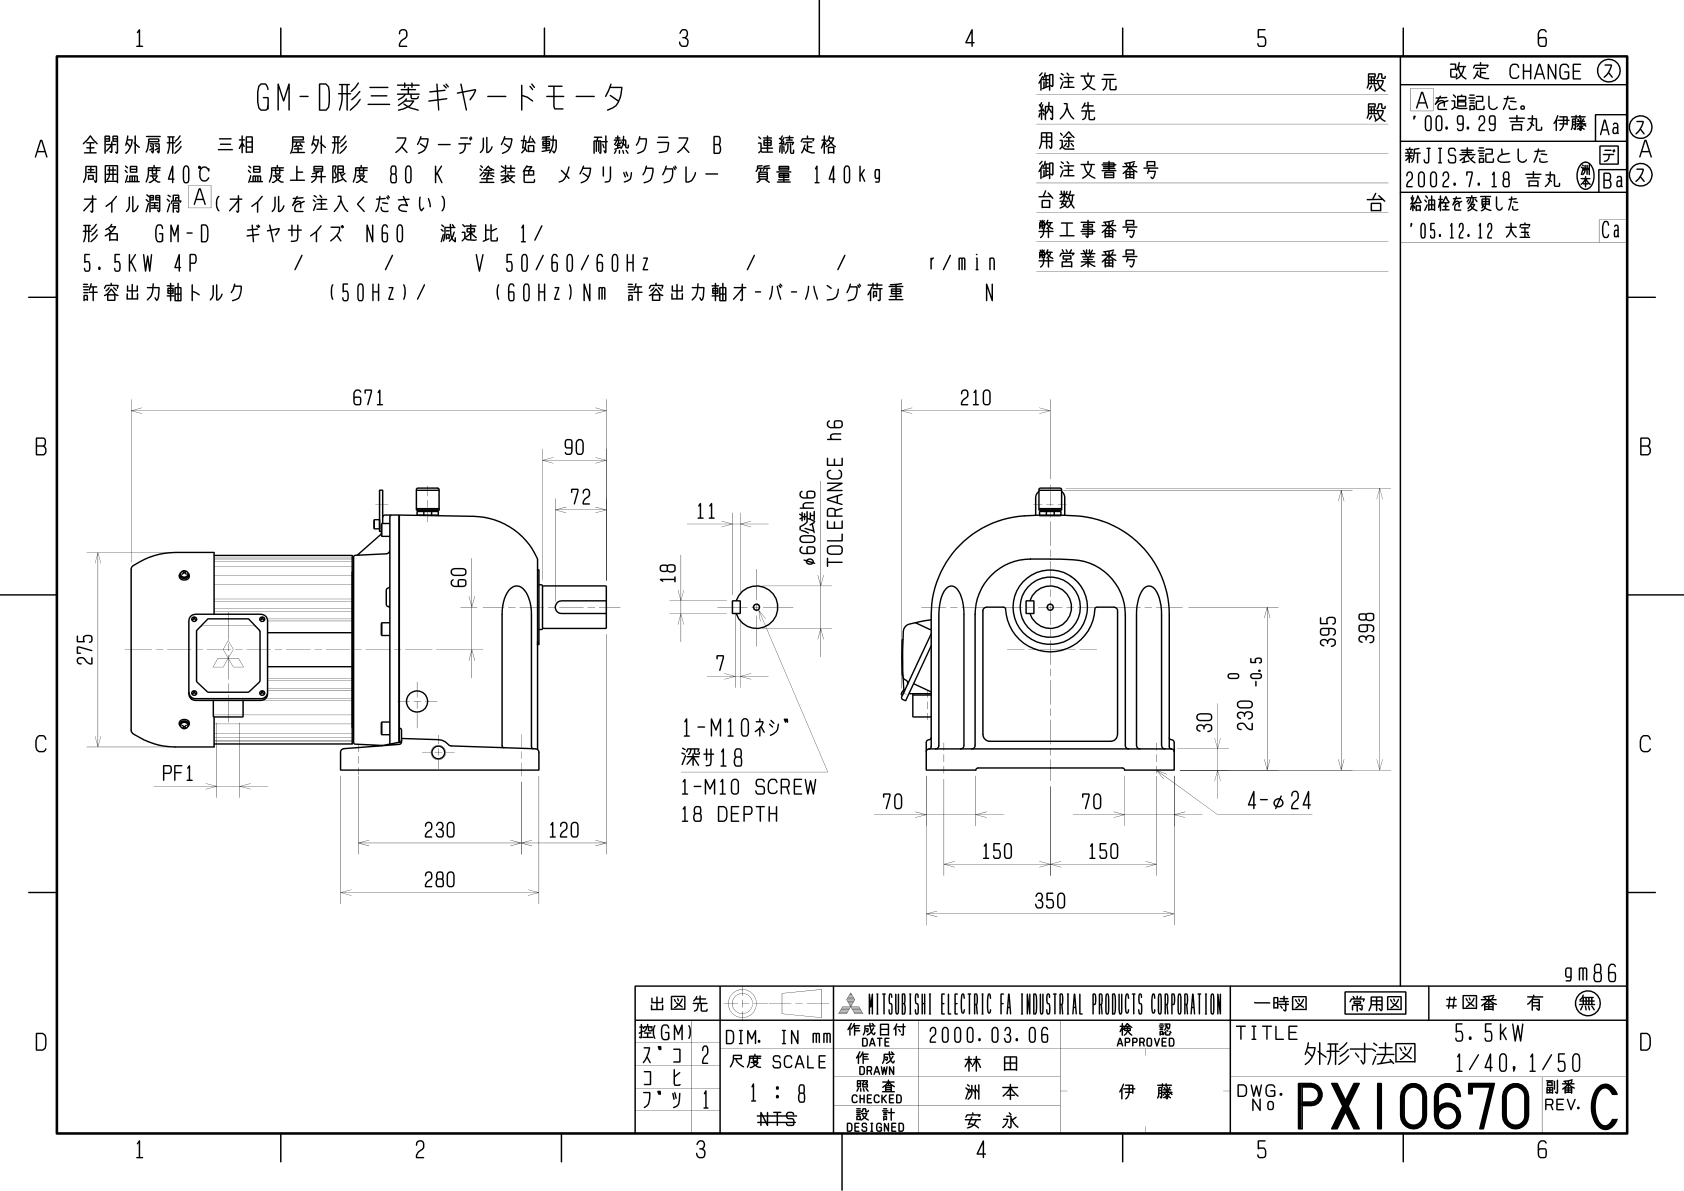 1 2 3 4 5 6
GM-D形三菱ギヤードモータ
全閉外扇形 三相 屋外形 スターデルタ始動 耐熱クラス B 連続定格
周囲温度40℃ 温度上昇限度 80 K 塗装色 メタリックグレー 質量 140kg
オイル潤滑 A (オイルを注入ください)
形名 GM-D ギヤサイズ N60 減速比 1/
5.5KW 4P / / V 50/60/60Hz / / r/min
許容出力軸トルク (50Hz)/ (60Hz)Nm 許容出力軸オ-バ-ハング荷重 N
御注文元 殿
納入先 殿
用途
御注文書番号
台数 台
弊工事番号
弊営業番号
改定 CHANGE ス
Aを追記した。
'00.9.29 吉丸 伊藤 Aa ス
新JIS表記とした デ
2002.7.18 吉丸 洲本 Ba ス
給油栓を変更した
'05.12.12 大宝 Ca
A
A
B
B
C
C
D
D
671
90
72
60
275
PF1
230
120
280
11
18
7
φ60公差h6
TOLERANCE h6
1-M10ネジ
深サ18
1-M10 SCREW
18 DEPTH
210
395
398
230 0 -0.5
30
70
70
4-φ24
150
150
350
gm86
出図先
控(GM)
ズコ 2
コヒ
ブツ 1
DIM. IN mm
尺度 SCALE
1 : 8
NTS
MITSUBISHI ELECTRIC FA INDUSTRIAL PRODUCTS CORPORATION
作成日付 DATE 2000.03.06
検認 APPROVED
作成 DRAWN 林田
照査 CHECKED 洲本
伊藤
設計 DESIGNED 安永
一時図 常用図 #図番 有 無
TITLE
外形寸法図
5.5kW
1/40,1/50
DWG. No PX10670 副番 REV. C
1 2 3 4 5 6